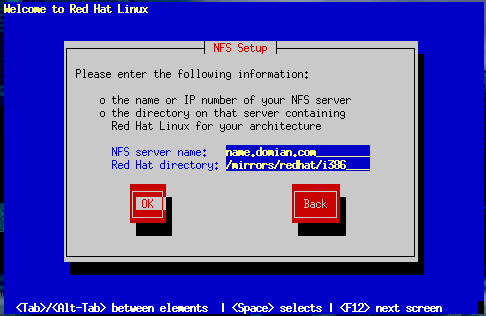 Welcome to Red Hat Linux
NFS Setup
Please enter the following information:
o the name or IP number of your NFS server
o the directory on that server containing
Red Hat Linux for your architecture
NFS server name: name.domian.com
Red Hat directory: /mirrors/redhat/i386
OK Back
<Tab>/<Alt-Tab> between elements | <Space> selects | <F12> next screen